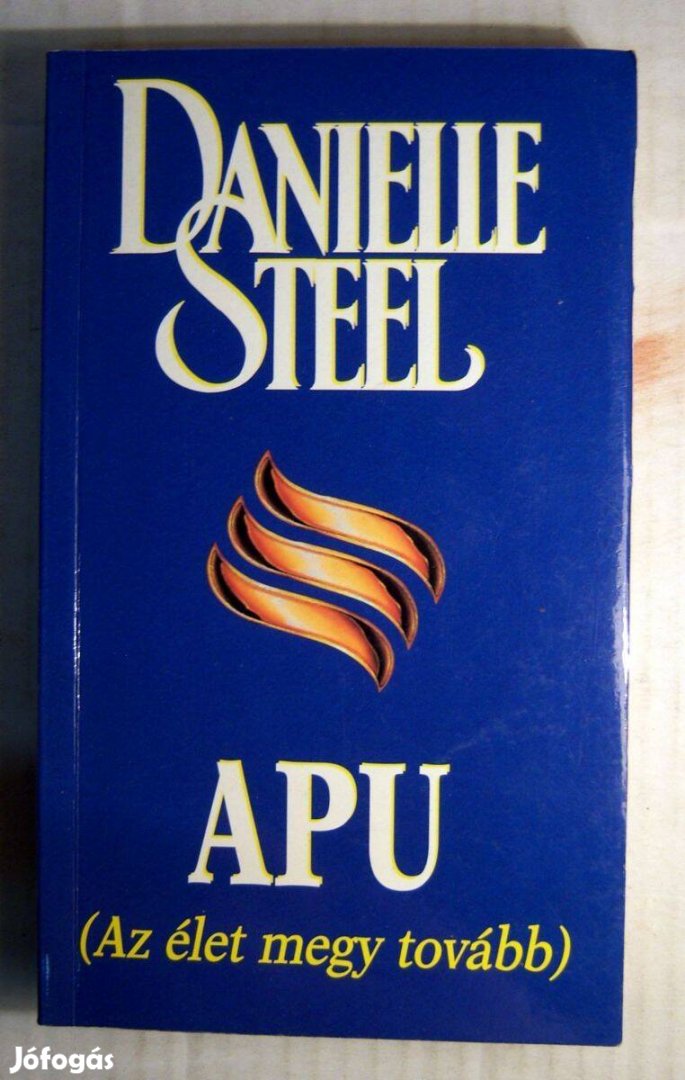 DANIELLE
STEEL
APU
(Az élet megy tovább)
Jófogás